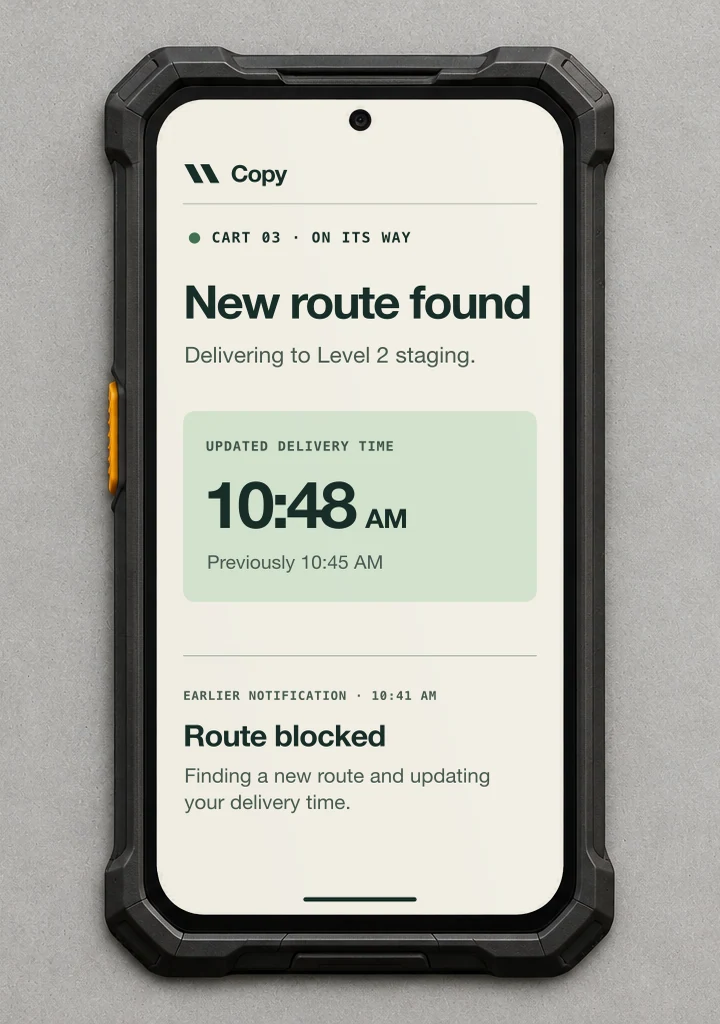 Copy
CART 03 · ON ITS WAY
New route found
Delivering to Level 2 staging.
UPDATED DELIVERY TIME
10:48 AM
Previously 10:45 AM
EARLIER NOTIFICATION · 10:41 AM
Route blocked
Finding a new route and updating
your delivery time.